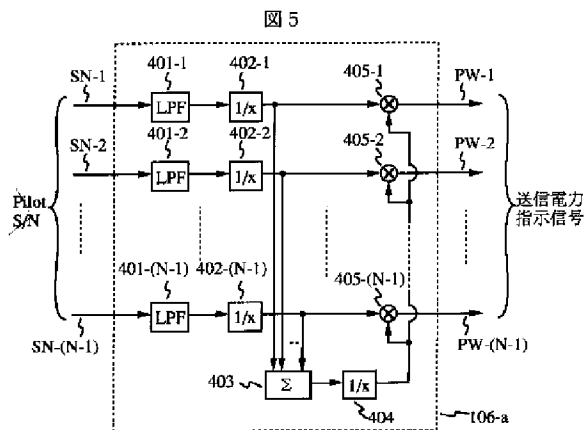 図 5
401-1 402-1
SN-1
405-1
PW-1
LPF
1/x
401-2 402-2
SN-2
405-2
PW-2
LPF
1/x
Pilot
S/N
送信電力
指示信号
401-(N-1) 402-(N-1)
405-(N-1)
LPF
1/x
SN-(N-1)
PW-(N-1)
403
Σ
1/x
404
106-a